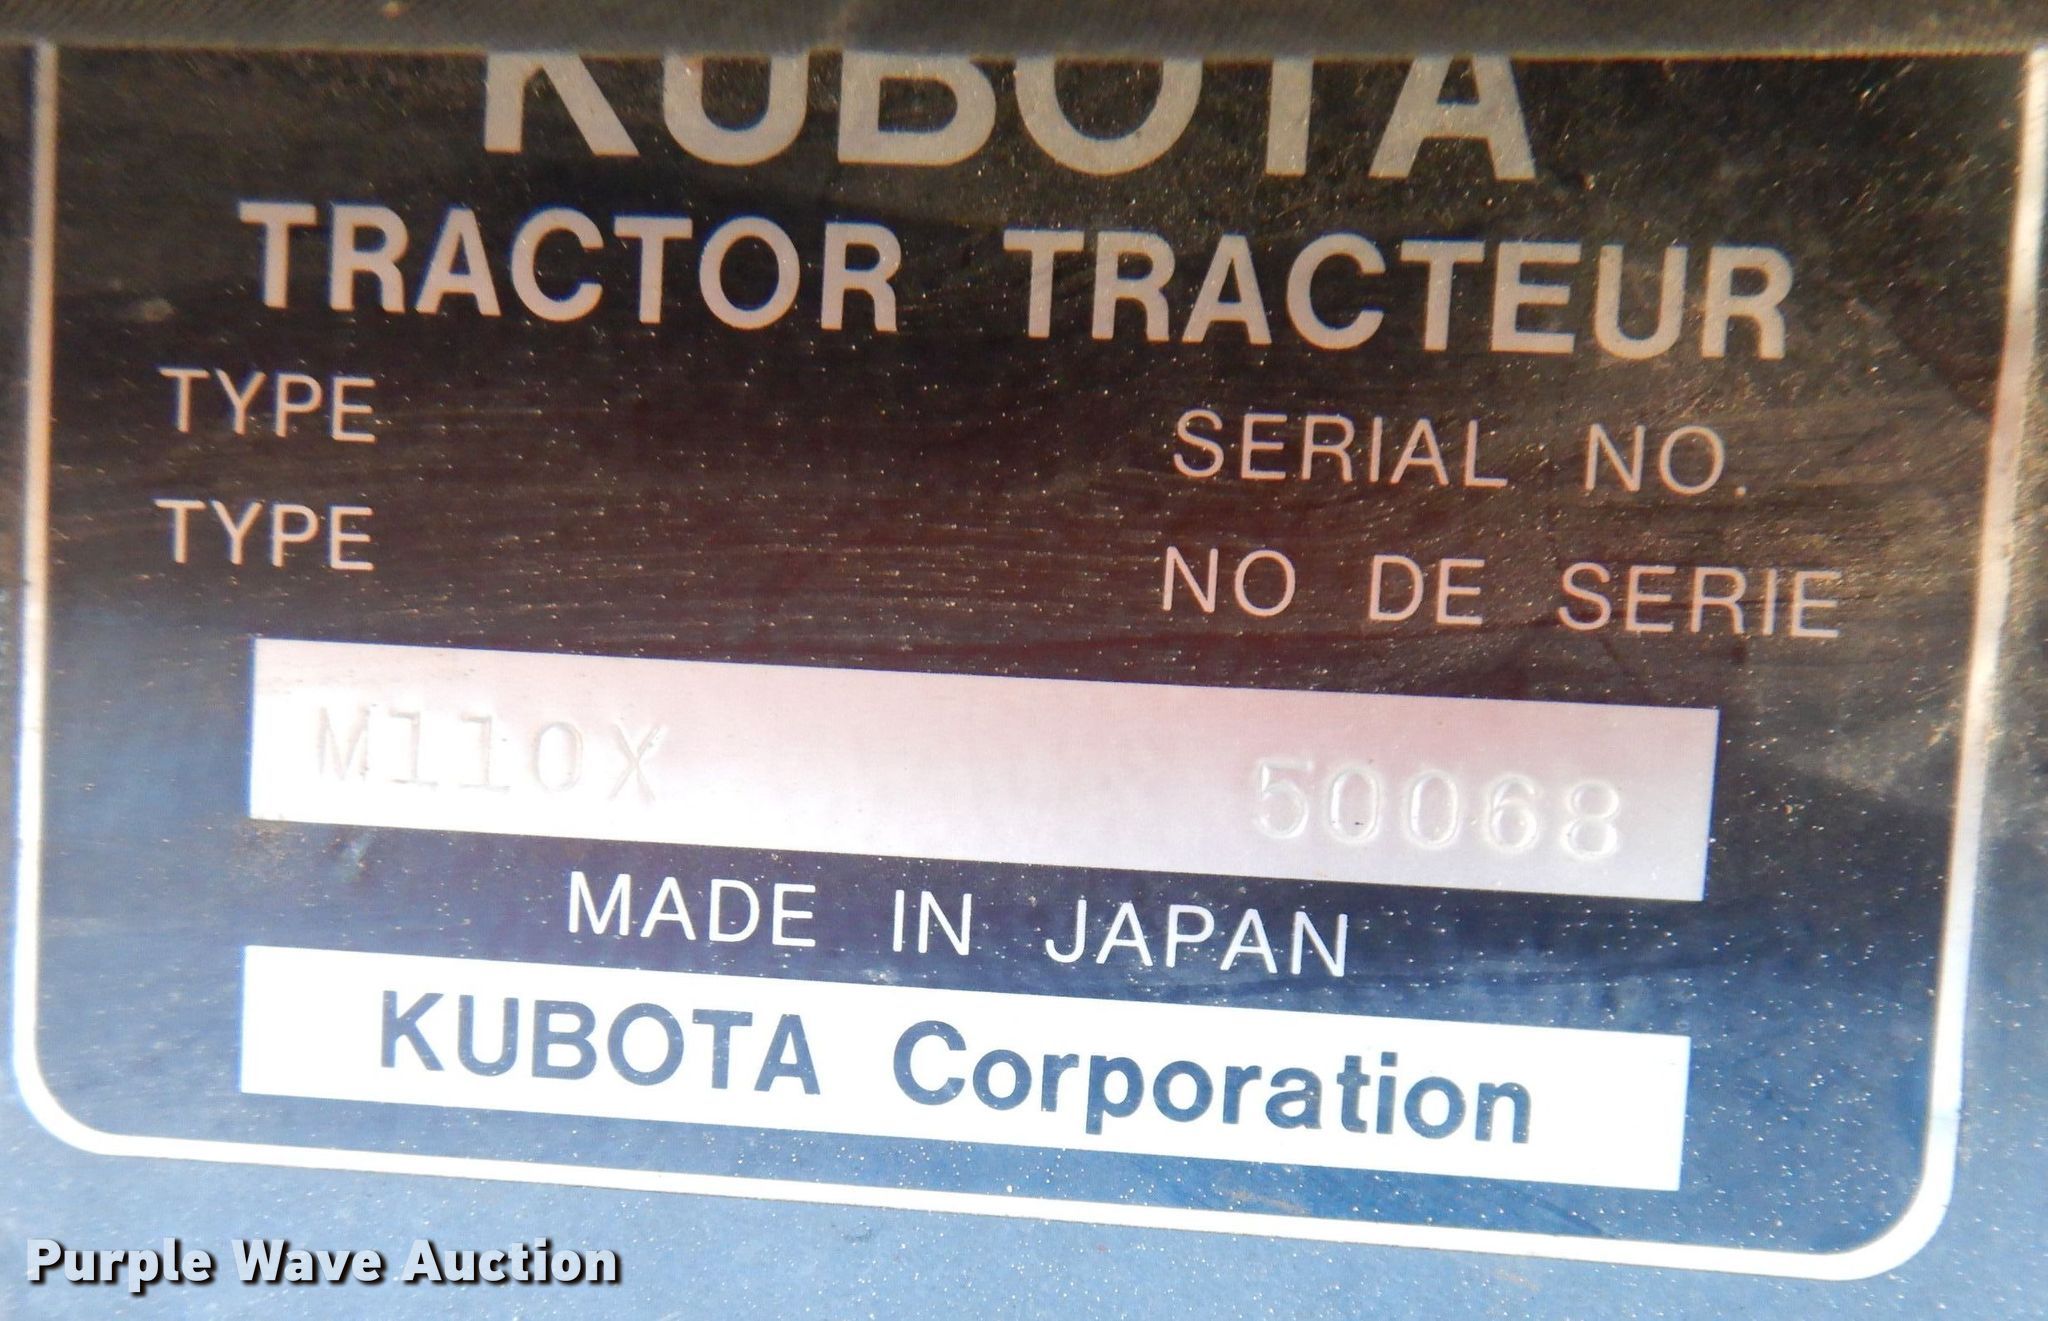 KUBOTA
TRACTOR TRACTEUR
TYPE SERIAL NO.
TYPE NO DE SERIE
M110X 50068
MADE IN JAPAN
KUBOTA Corporation
Purple Wave Auction